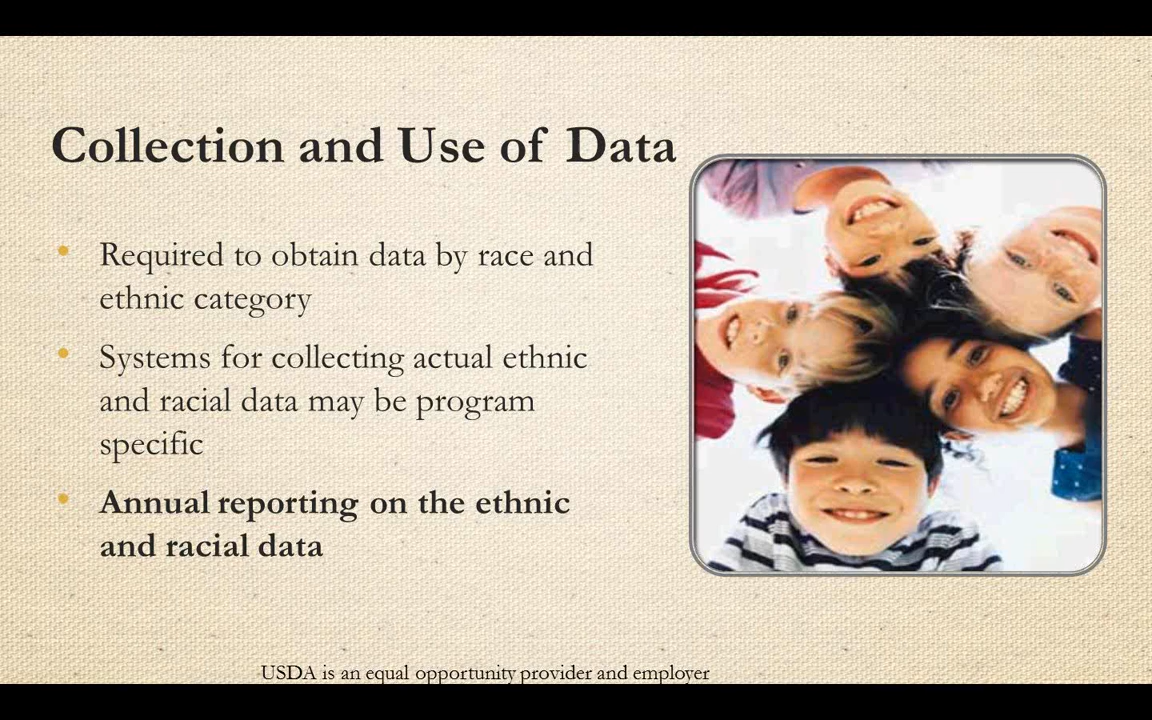 Collection and Use of Data
• Required to obtain data by race and
ethnic category
• Systems for collecting actual ethnic
and racial data may be program
specific
• Annual reporting on the ethnic
and racial data
USDA is an equal opportunity provider and employer